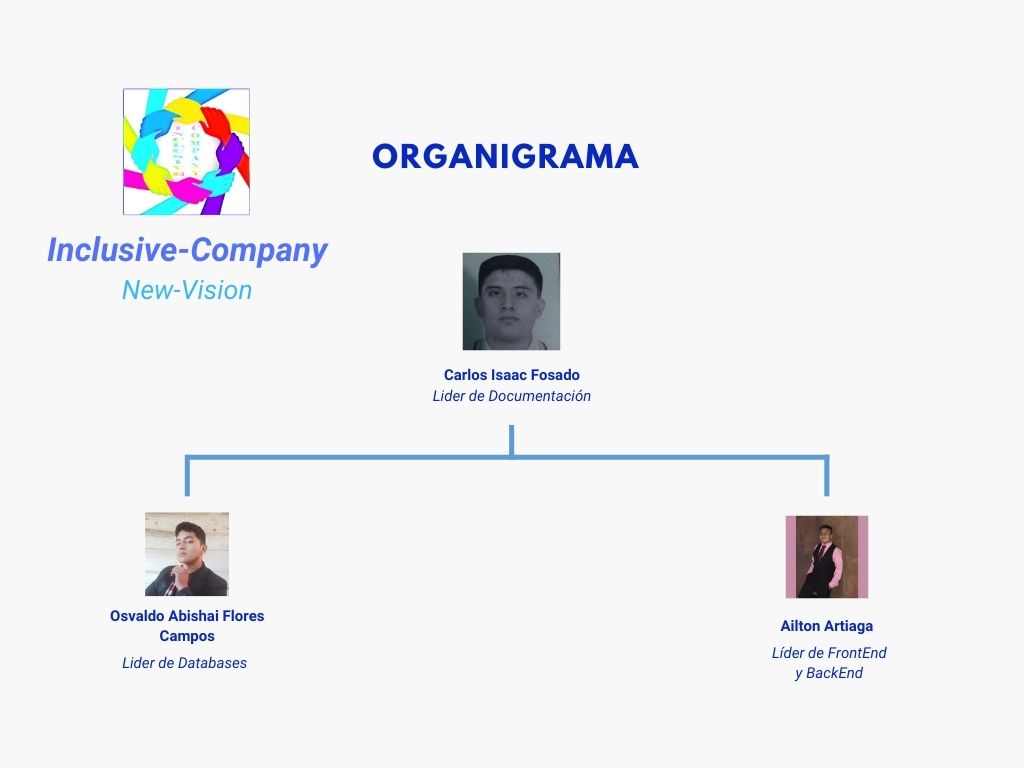 ORGANIGRAMA
Inclusive-Company
New-Vision
Carlos Isaac Fosado
Lider de Documentación
Osvaldo Abishai Flores
Campos
Lider de Databases
Ailton Artiaga
Líder de FrontEnd
y BackEnd